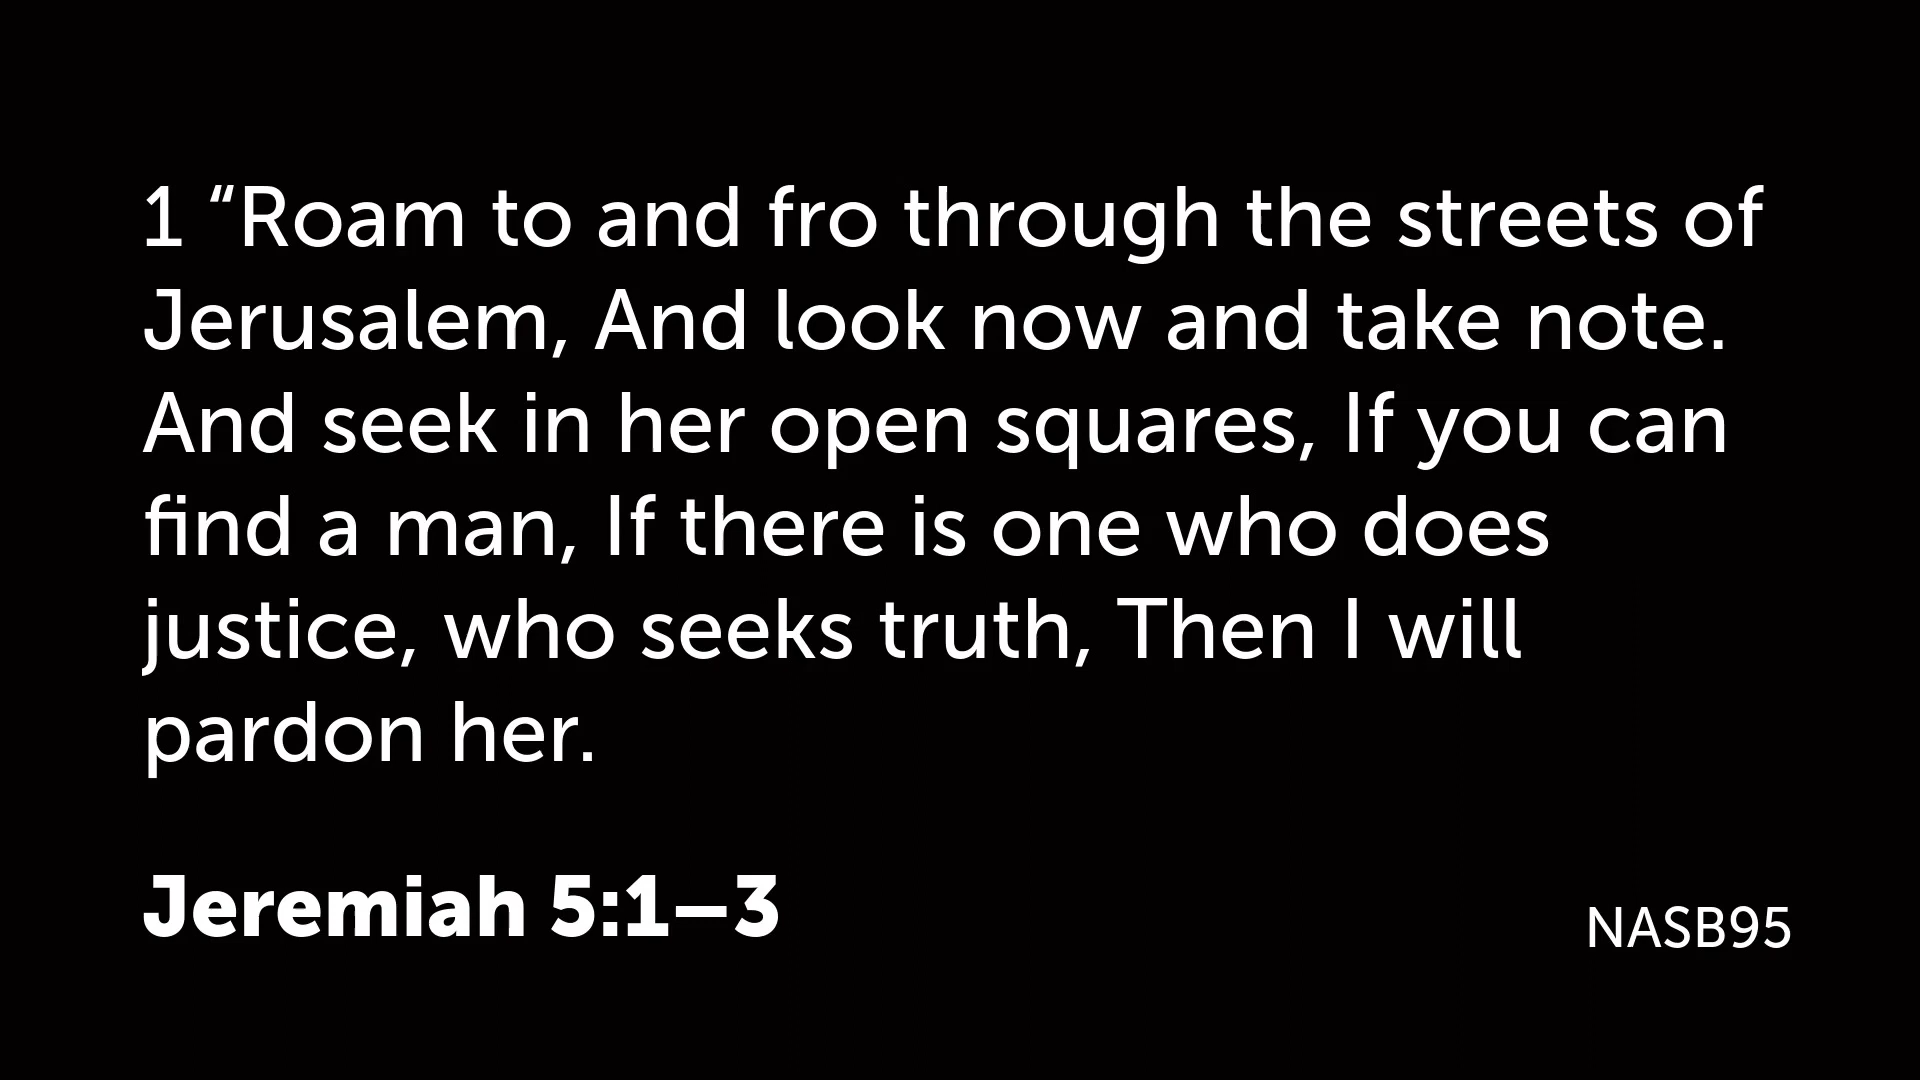 1 “Roam to and fro through the streets of
Jerusalem, And look now and take note.
And seek in her open squares, If you can
find a man, If there is one who does
justice, who seeks truth, Then I will
pardon her.
Jeremiah 5:1–3
NASB95